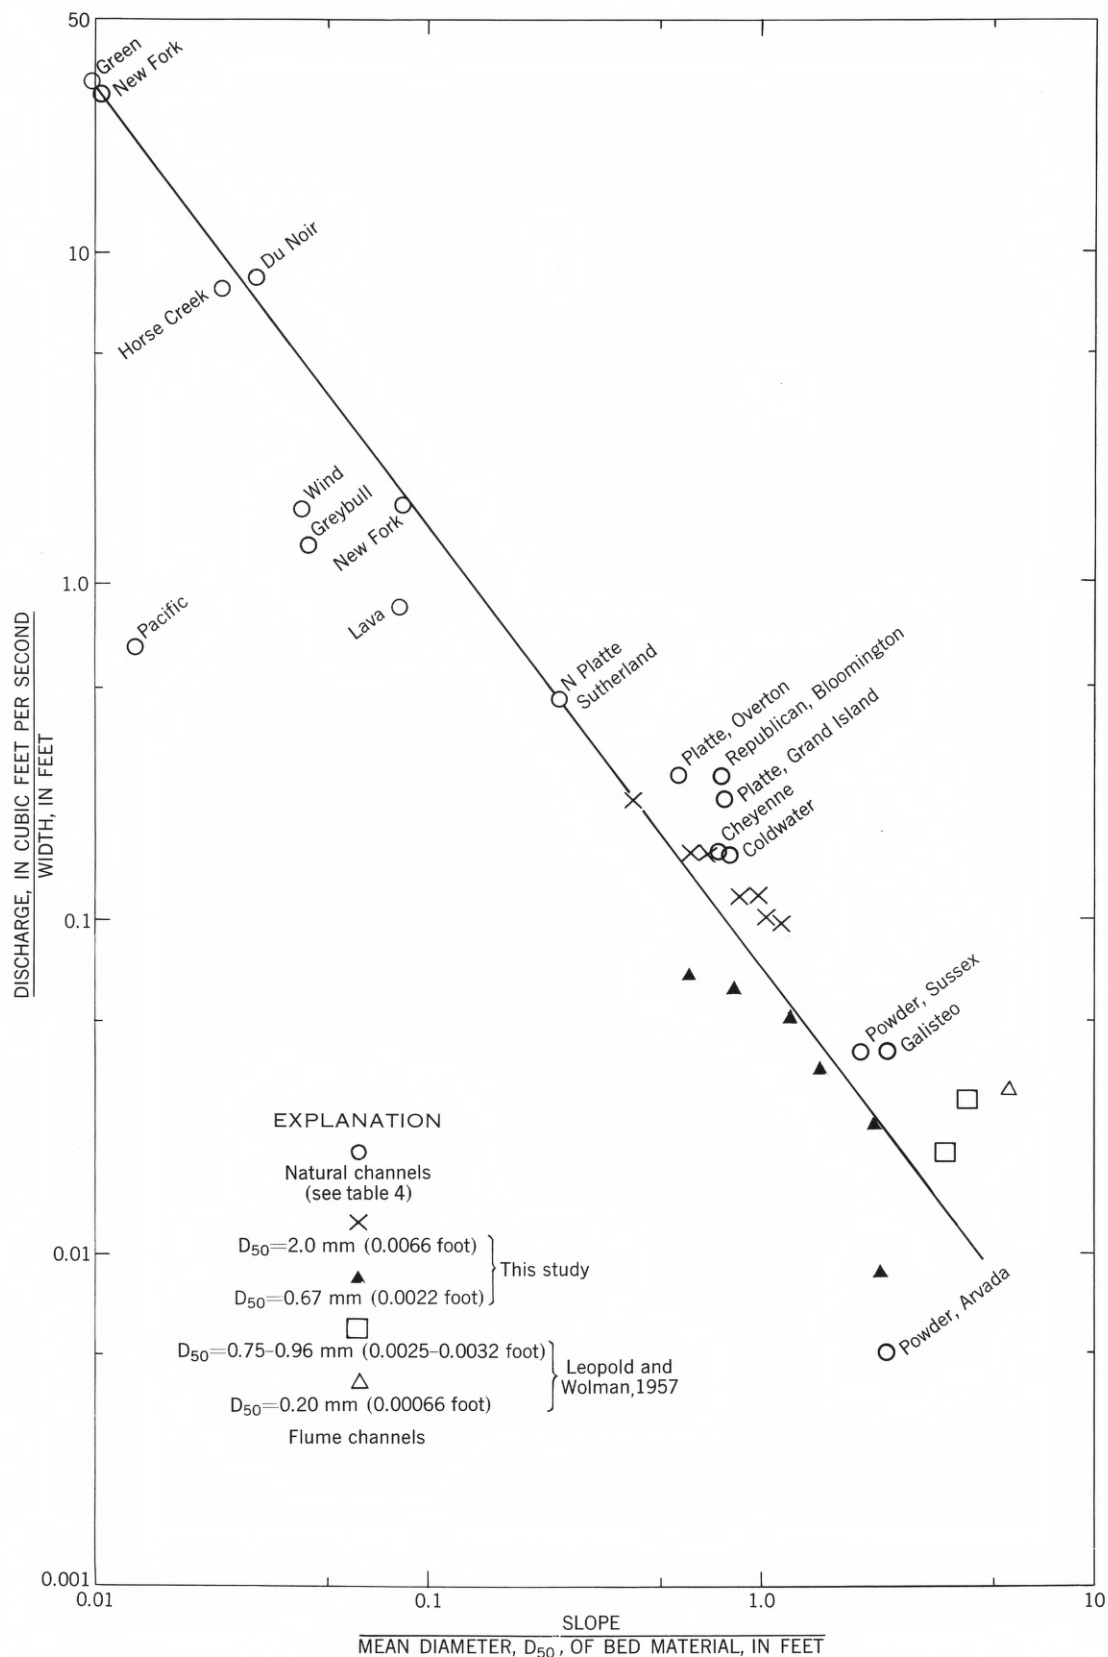 50
10
1.0
0.1
0.01
0.001
DISCHARGE, IN CUBIC FEET PER SECOND
WIDTH, IN FEET
Green
New Fork
Du Noir
Horse Creek
Wind
Greybull
New Fork
Pacific
Lava
N Platte
Sutherland
Platte, Overton
Republican, Bloomington
Platte, Grand Island
Cheyenne
Coldwater
Powder, Sussex
Galisteo
Powder, Arvada
EXPLANATION
Natural channels
(see table 4)
D50=2.0 mm (0.0066 foot)
This study
D50=0.67 mm (0.0022 foot)
D50=0.75-0.96 mm (0.0025-0.0032 foot)
Leopold and
Wolman,1957
D50=0.20 mm (0.00066 foot)
Flume channels
0.01
0.1
1.0
10
SLOPE
MEAN DIAMETER, D50, OF BED MATERIAL, IN FEET